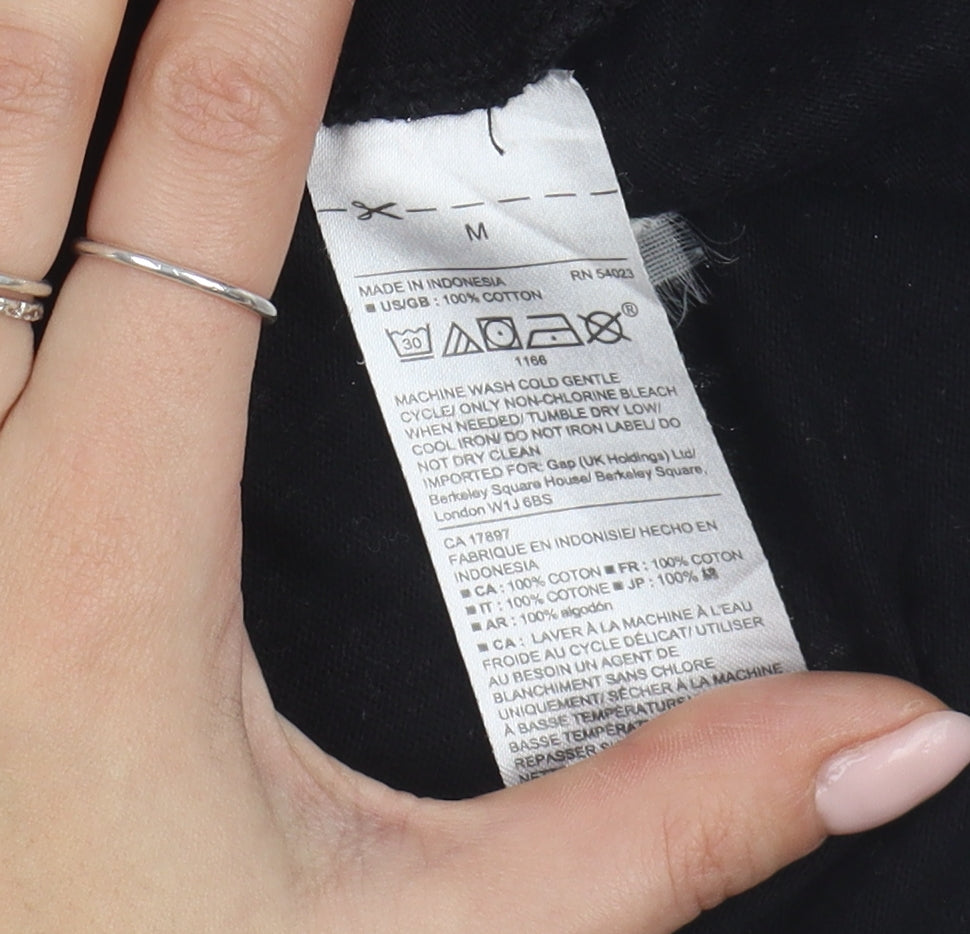 M
MADE IN INDONESIA RN 54023
■ US/GB : 100% COTTON
30 ®
1166
MACHINE WASH COLD GENTLE
CYCLE/ ONLY NON-CHLORINE BLEACH
WHEN NEEDED/ TUMBLE DRY LOW/
COOL IRON/ DO NOT IRON LABEL/ DO
NOT DRY CLEAN
IMPORTED FOR: Gap (UK Holdings) Ltd/
Berkeley Square House/ Berkeley Square,
London W1J 6BS
CA 17897
FABRIQUE EN INDONISIE/ HECHO EN
INDONESIA
■ CA : 100% COTON ■ FR : 100% COTON
■ IT : 100% COTONE ■ JP : 100% 綿
■ AR : 100% algodón
■ CA : LAVER À LA MACHINE À L'EAU
FROIDE AU CYCLE DÉLICAT/ UTILISER
AU BESOIN UN AGENT DE
BLANCHIMENT SANS CHLORE
UNIQUEMENT/ SÉCHER À LA MACHINE
À BASSE TEMPÉRATURE/
BASSE
REPASSER